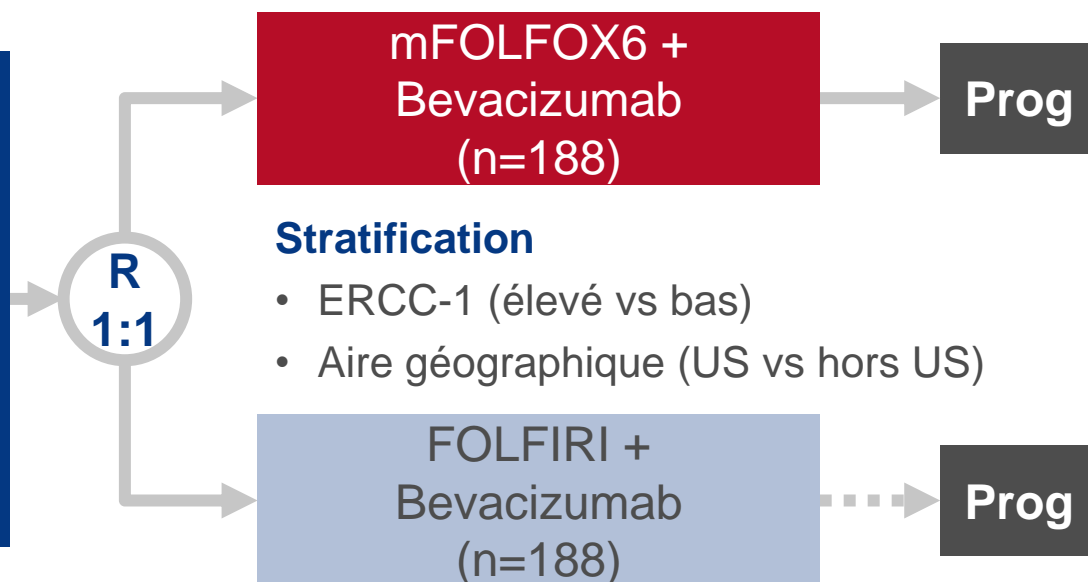 mFOLFOX6 +
Bevacizumab
(n=188)
Prog
R
1:1
Stratification
• ERCC-1 (élevé vs bas)
• Aire géographique (US vs hors US)
FOLFIRI +
Bevacizumab
(n=188)
Prog